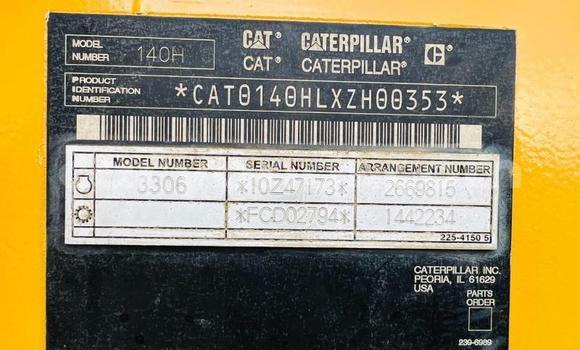 MODEL NUMBER 140H
CAT CATERPILLAR C
CAT® CATERPILLAR®
PRODUCT IDENTIFICATION NUMBER *CAT0140HLXZH00353*
MODEL NUMBER SERIAL NUMBER ARRANGEMENT NUMBER
3306 *10Z47173* 2669815
*FCD02794* 1442234
225-4150 5
CATERPILLAR INC.
PEORIA, IL 61629
USA
PARTS
ORDER
239-6989